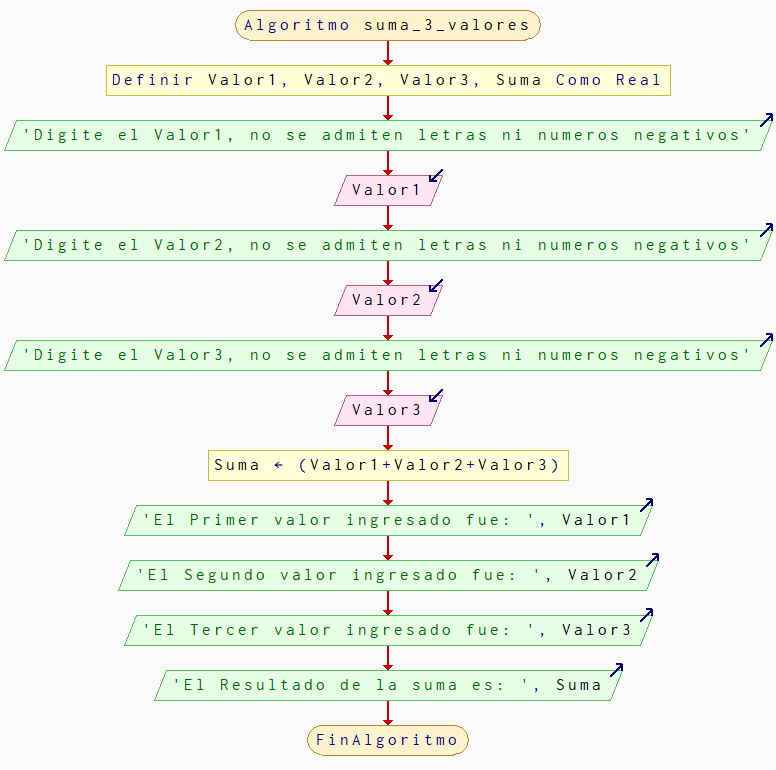 Algoritmo suma_3_valores
Definir Valor1, Valor2, Valor3, Suma Como Real
'Digite el Valor1, no se admiten letras ni numeros negativos'
Valor1
'Digite el Valor2, no se admiten letras ni numeros negativos'
Valor2
'Digite el Valor3, no se admiten letras ni numeros negativos'
Valor3
Suma ← (Valor1+Valor2+Valor3)
'El Primer valor ingresado fue: ', Valor1
'El Segundo valor ingresado fue: ', Valor2
'El Tercer valor ingresado fue: ', Valor3
'El Resultado de la suma es: ', Suma
FinAlgoritmo